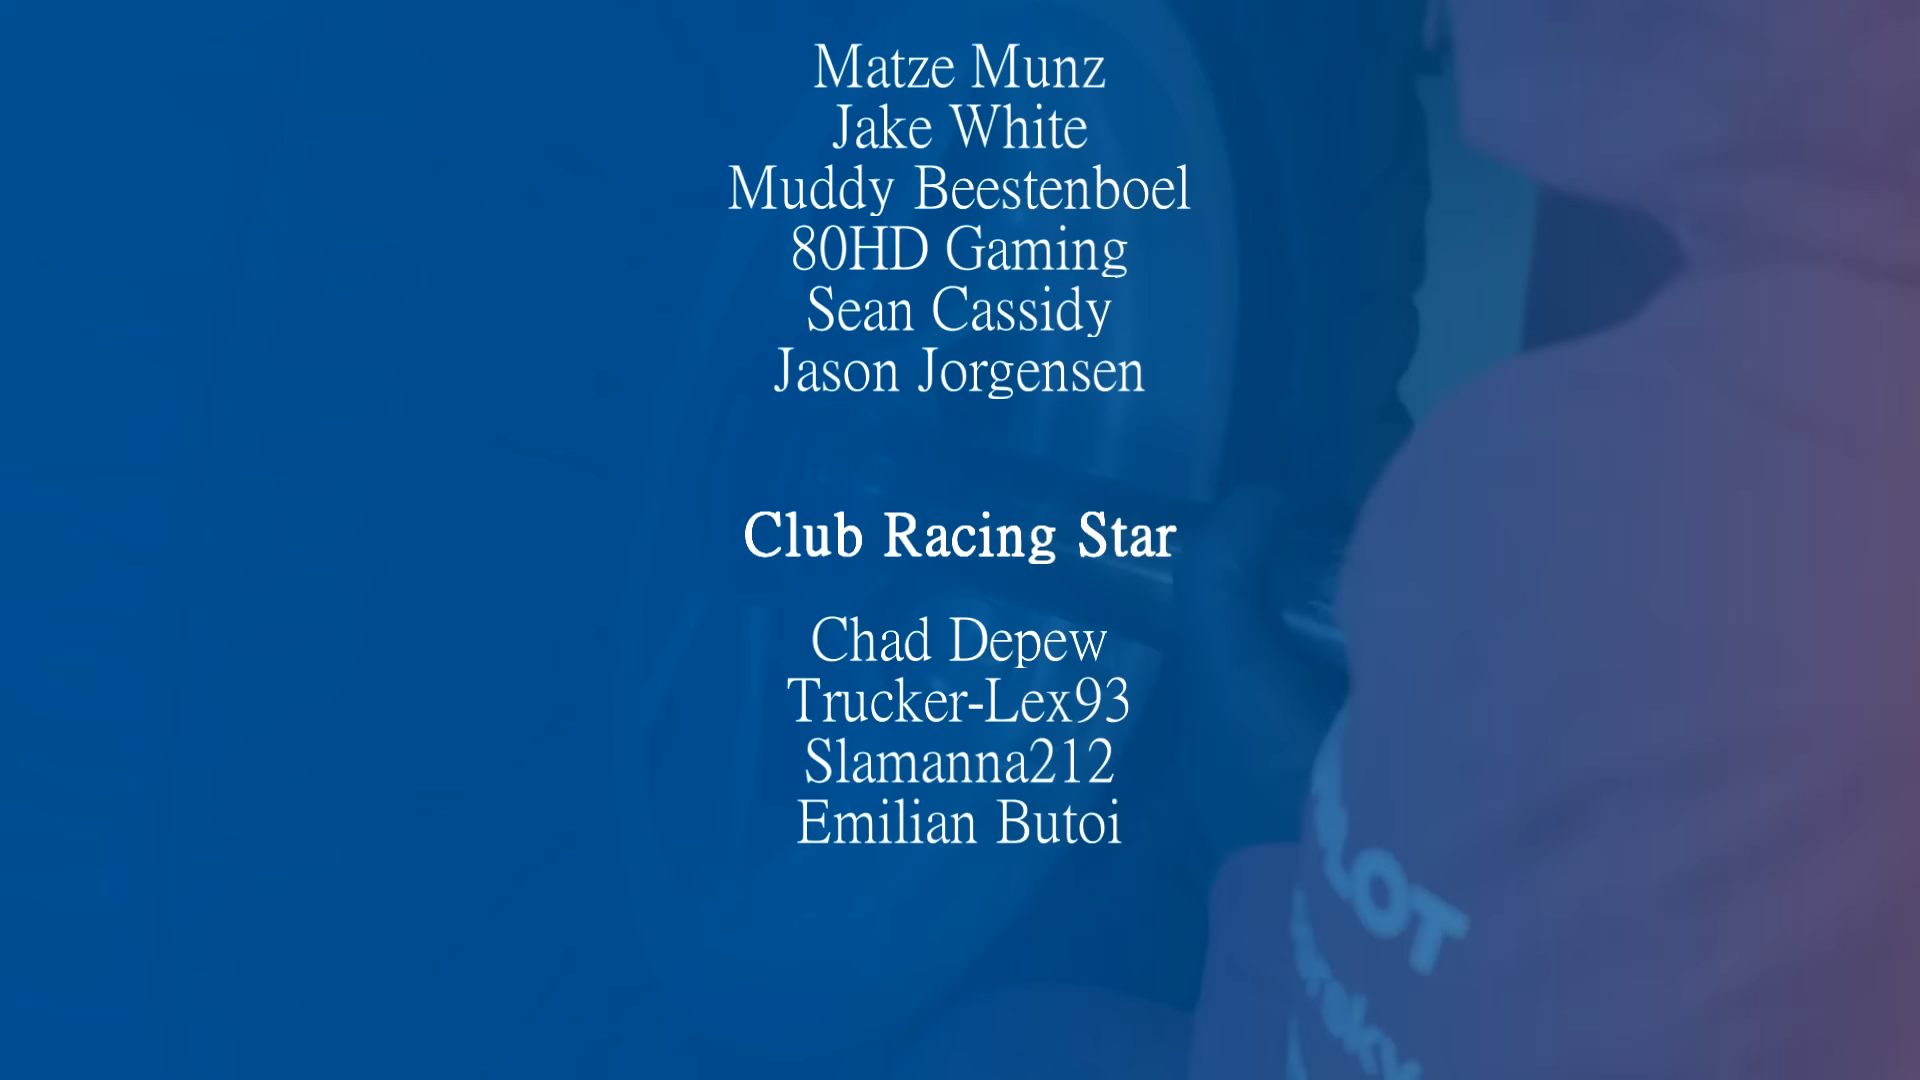 Matze Munz
Jake White
Muddy Beestenboel
80HD Gaming
Sean Cassidy
Jason Jorgensen
Club Racing Star
Chad Depew
Trucker-Lex93
Slamanna212
Emilian Butoi